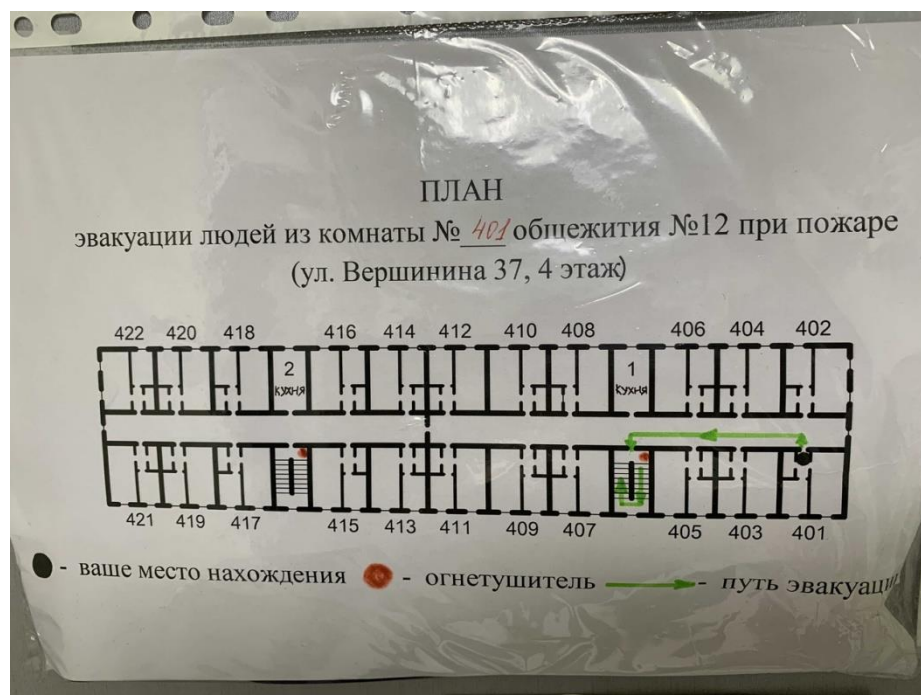 ПЛАН
эвакуации людей из комнаты № 401 общежития №12 при пожаре
(ул. Вершинина 37, 4 этаж)
422 420 418 416 414 412 410 408 406 404 402
2 1
кухня кухня
421 419 417 415 413 411 409 407 405 403 401
- ваше место нахождения - огнетушитель - путь эвакуации